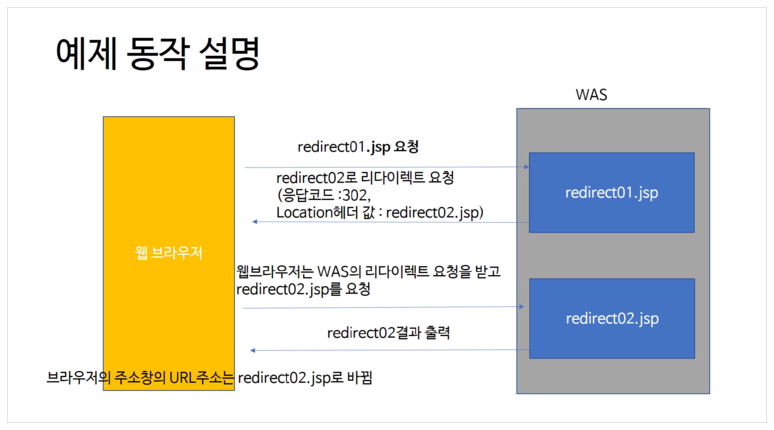 예제 동작 설명
WAS
redirect01.jsp 요청
redirect02로 리다이렉트 요청
(응답코드 :302,
Location헤더 값 : redirect02.jsp)
redirect01.jsp
웹 브라우저
웹브라우저는 WAS의 리다이렉트 요청을 받고
redirect02.jsp를 요청
redirect02.jsp
redirect02결과 출력
브라우저의 주소창의 URL주소는 redirect02.jsp로 바뀜